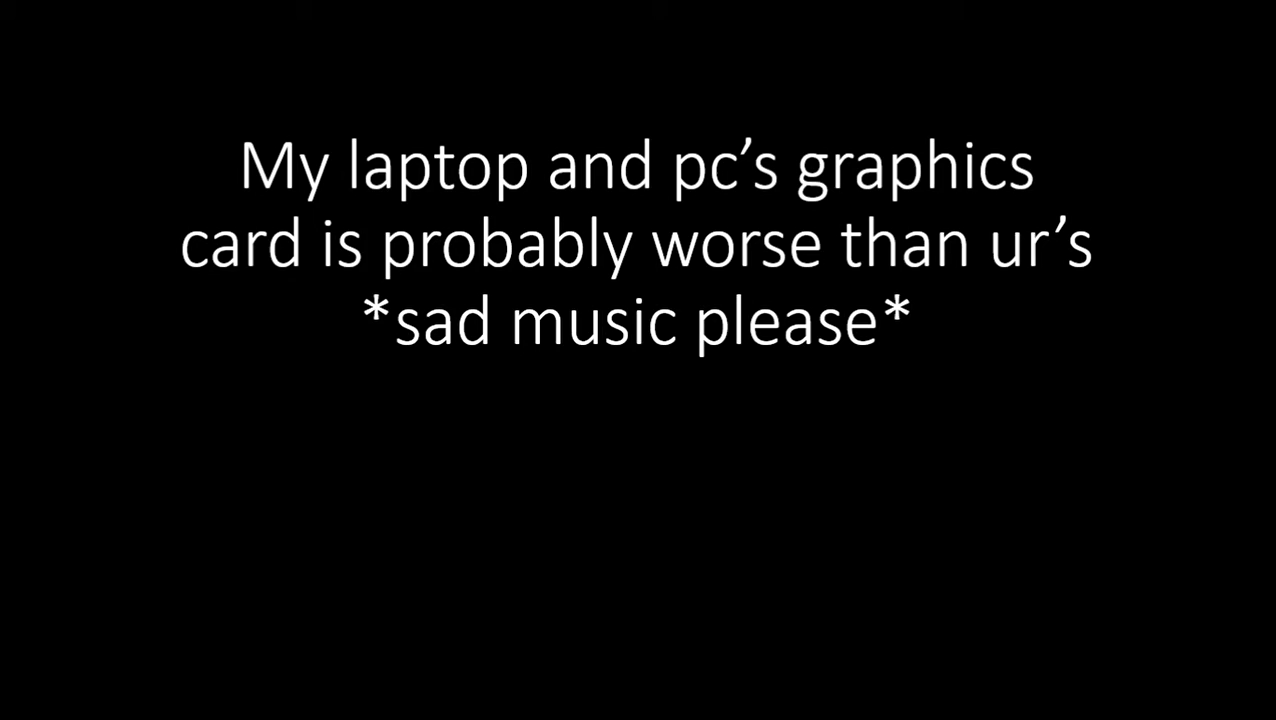 My laptop and pc’s graphics
card is probably worse than ur’s
*sad music please*